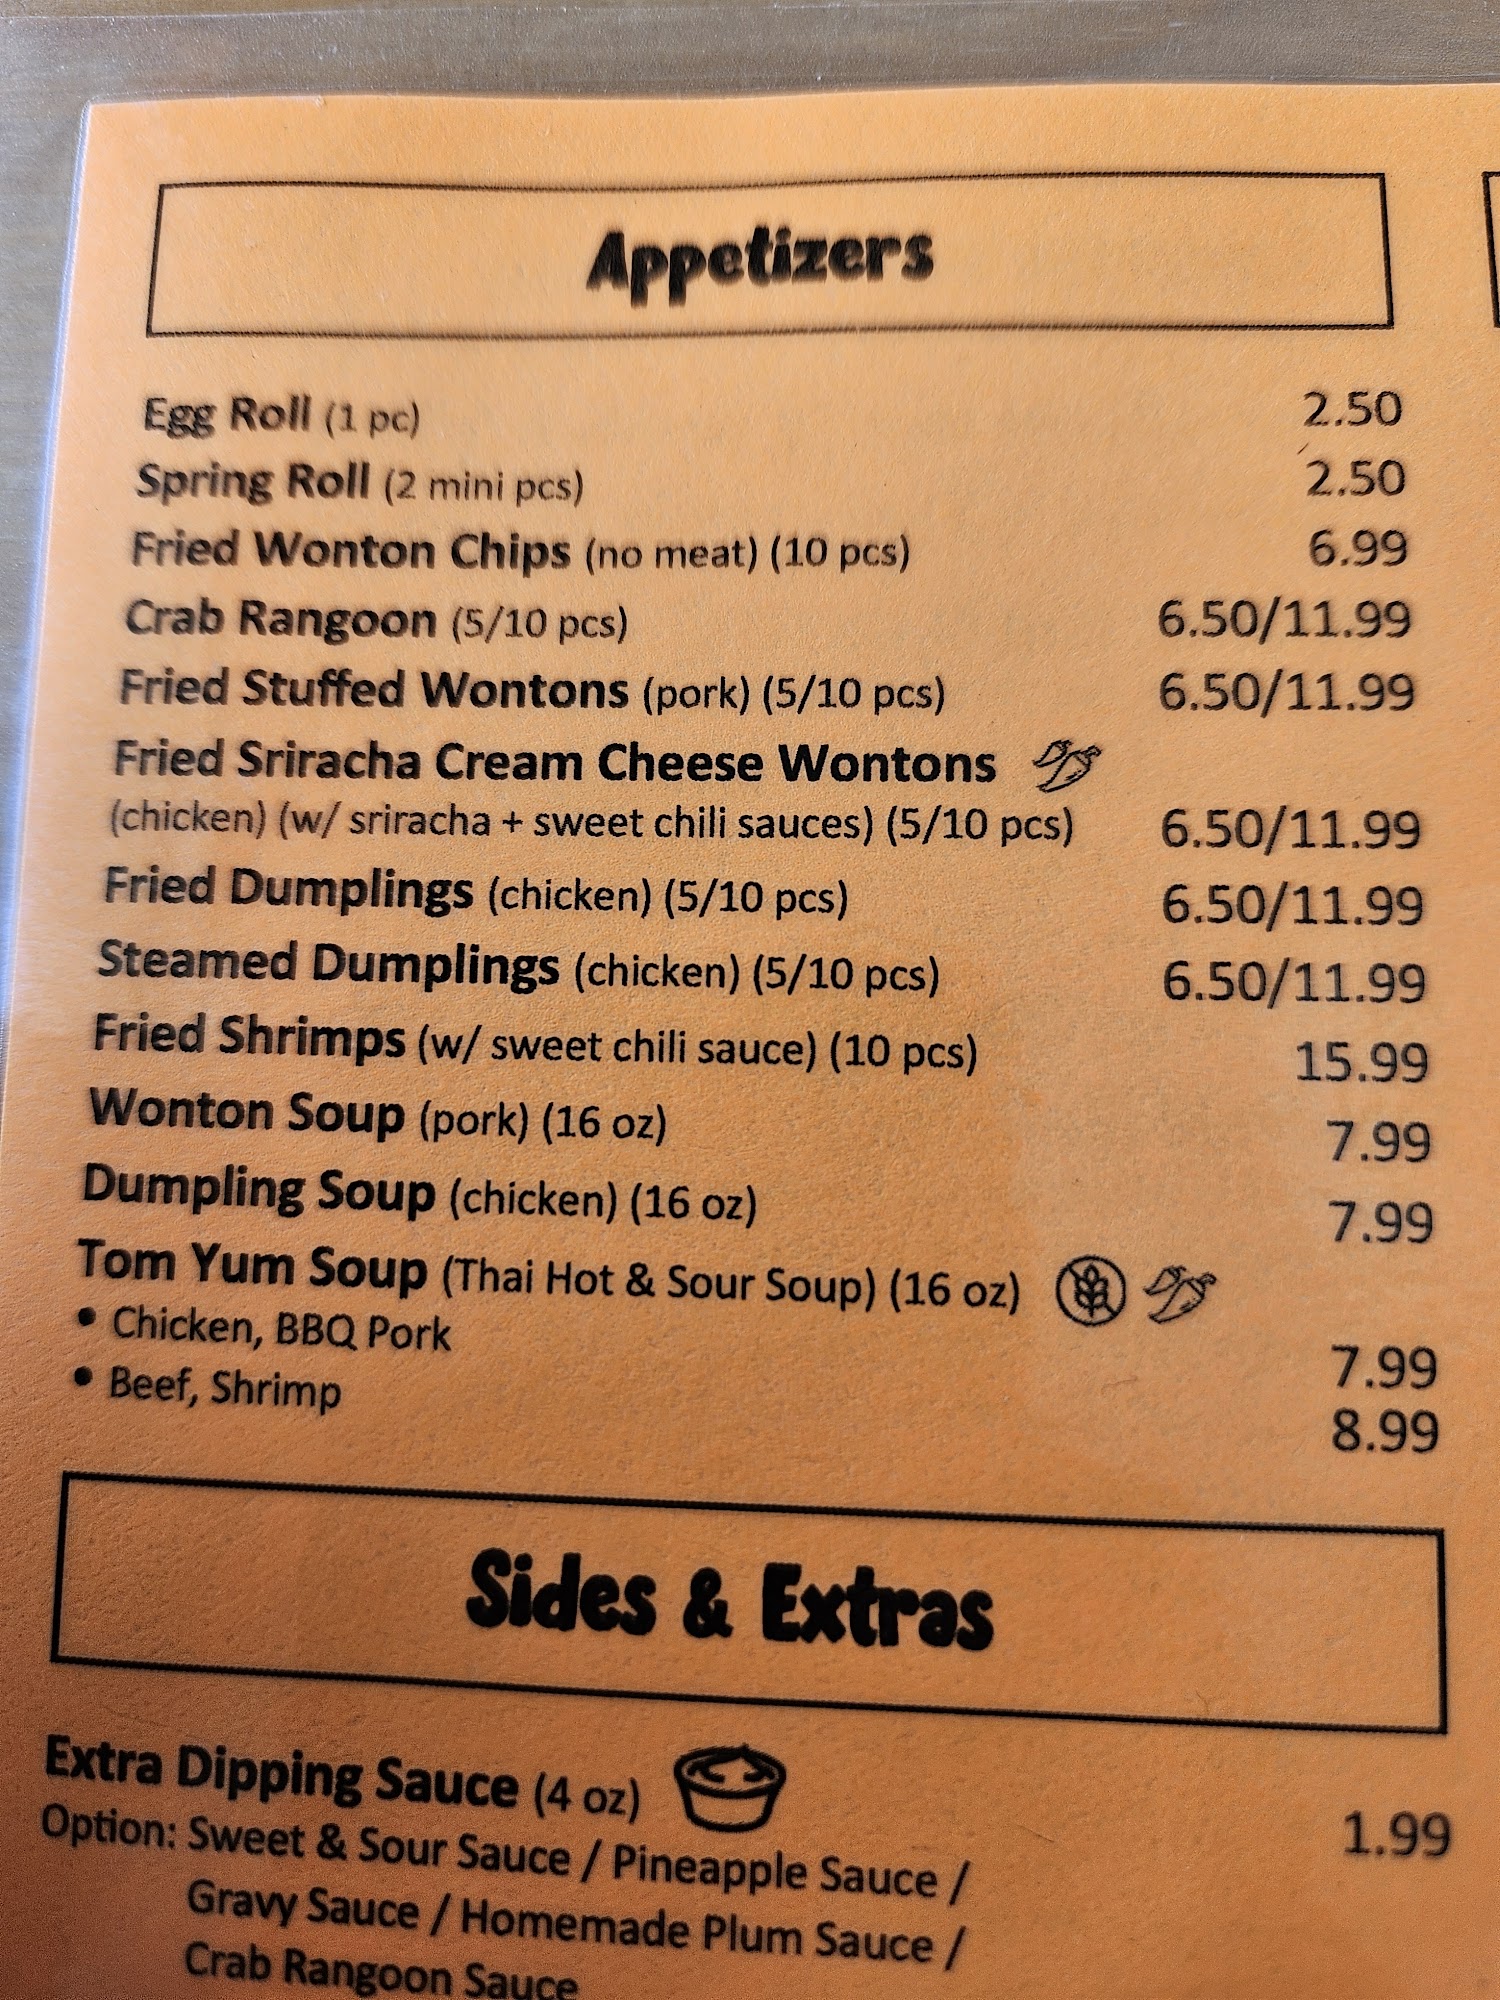 Appetizers
Egg Roll (1 pc) 2.50
Spring Roll (2 mini pcs) 2.50
Fried Wonton Chips (no meat) (10 pcs) 6.99
Crab Rangoon (5/10 pcs) 6.50/11.99
Fried Stuffed Wontons (pork) (5/10 pcs) 6.50/11.99
Fried Sriracha Cream Cheese Wontons
(chicken) (w/ sriracha + sweet chili sauces) (5/10 pcs) 6.50/11.99
Fried Dumplings (chicken) (5/10 pcs) 6.50/11.99
Steamed Dumplings (chicken) (5/10 pcs) 6.50/11.99
Fried Shrimps (w/ sweet chili sauce) (10 pcs) 15.99
Wonton Soup (pork) (16 oz) 7.99
Dumpling Soup (chicken) (16 oz) 7.99
Tom Yum Soup (Thai Hot & Sour Soup) (16 oz)
• Chicken, BBQ Pork 7.99
• Beef, Shrimp 8.99
Sides & Extras
Extra Dipping Sauce (4 oz) 1.99
Option: Sweet & Sour Sauce / Pineapple Sauce /
Gravy Sauce / Homemade Plum Sauce /
Crab Rangoon Sauce